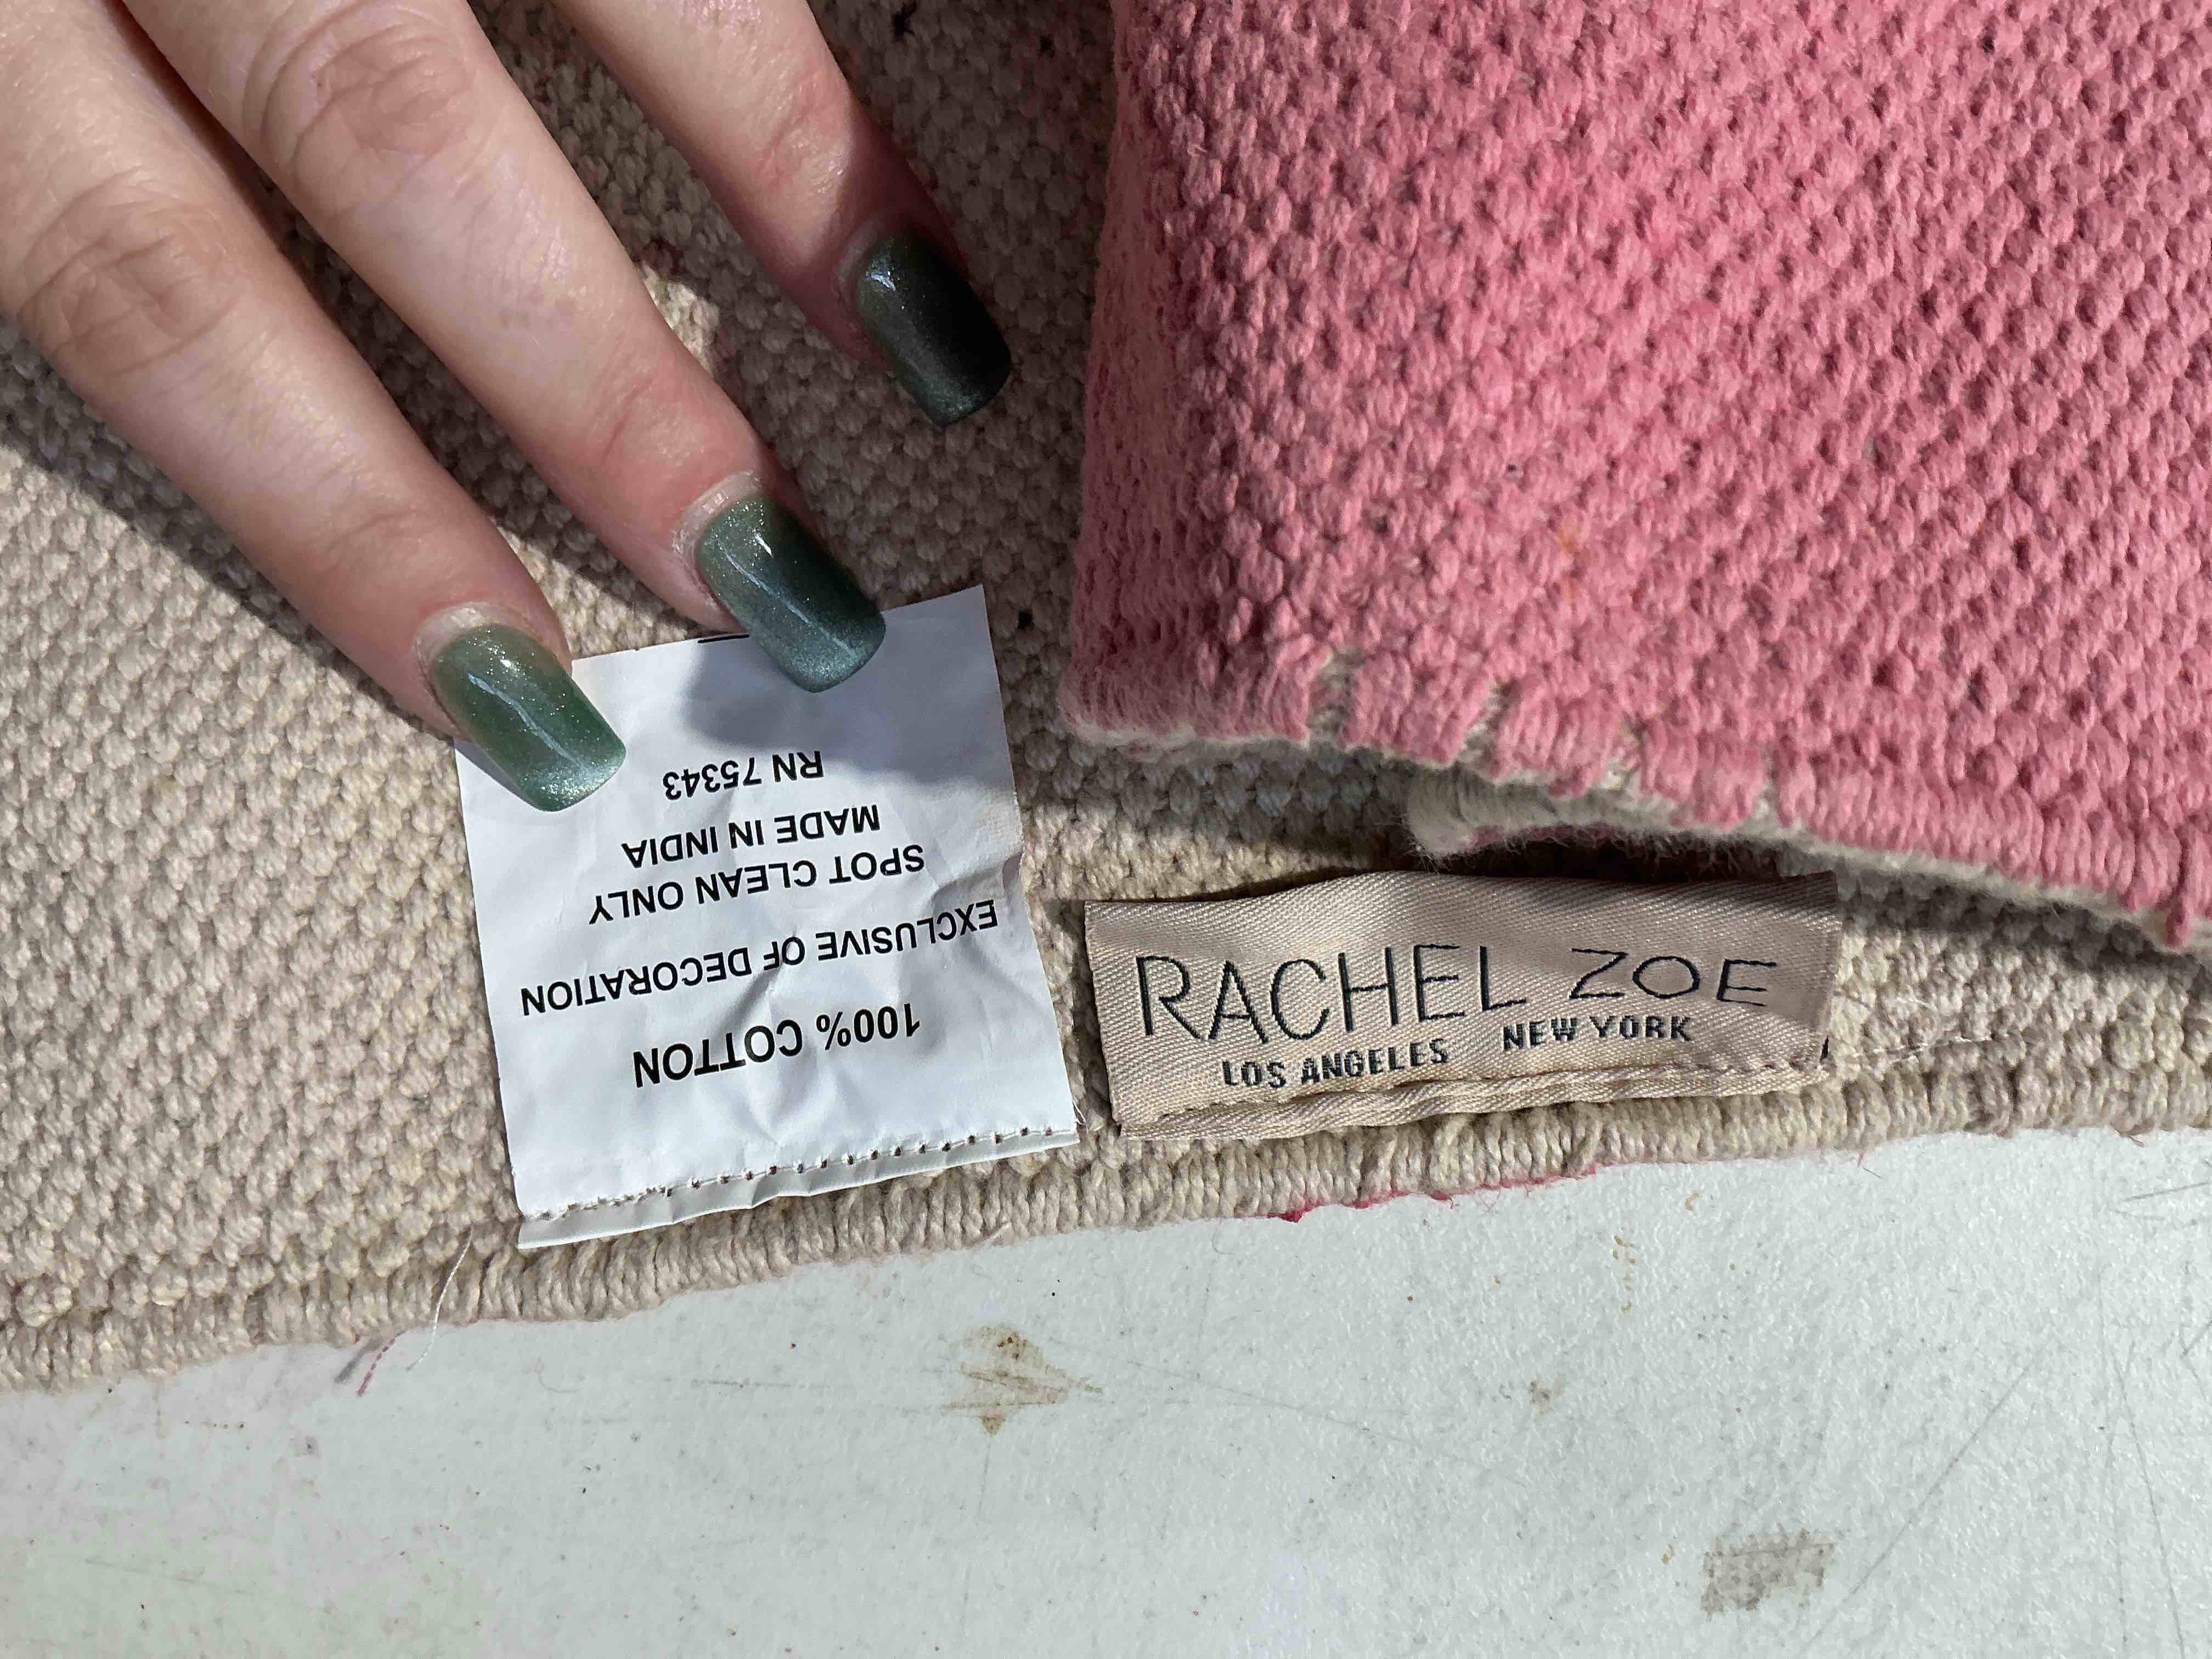 100% COTTON
EXCLUSIVE OF DECORATION
SPOT CLEAN ONLY
MADE IN INDIA
RN 75343
RACHEL ZOE
LOS ANGELES NEW YORK